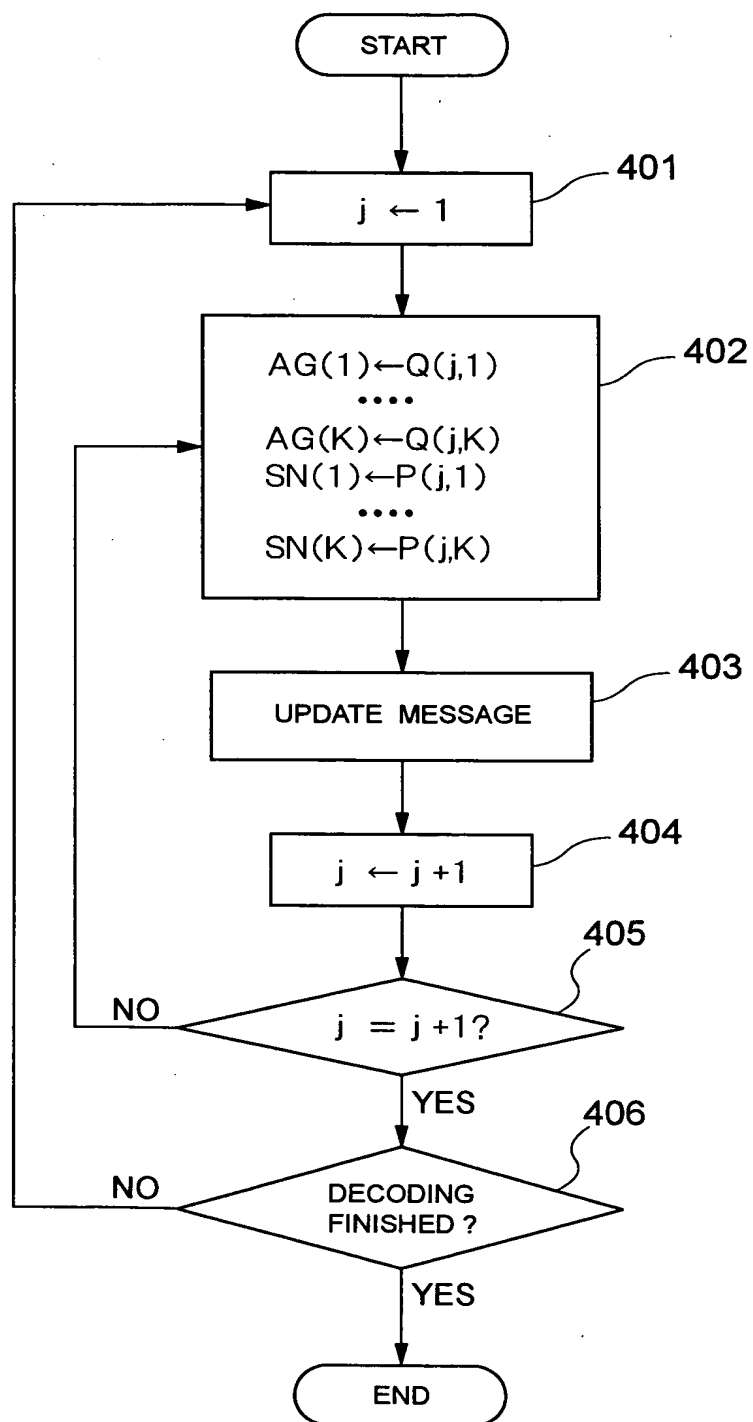 START
401
j ← 1
402
AG(1)←Q(j,1)
••••
AG(K)←Q(j,K)
SN(1)←P(j,1)
••••
SN(K)←P(j,K)
403
UPDATE MESSAGE
404
j ← j+1
405
NO
j = j+1?
YES
406
NO
DECODING
FINISHED?
YES
END